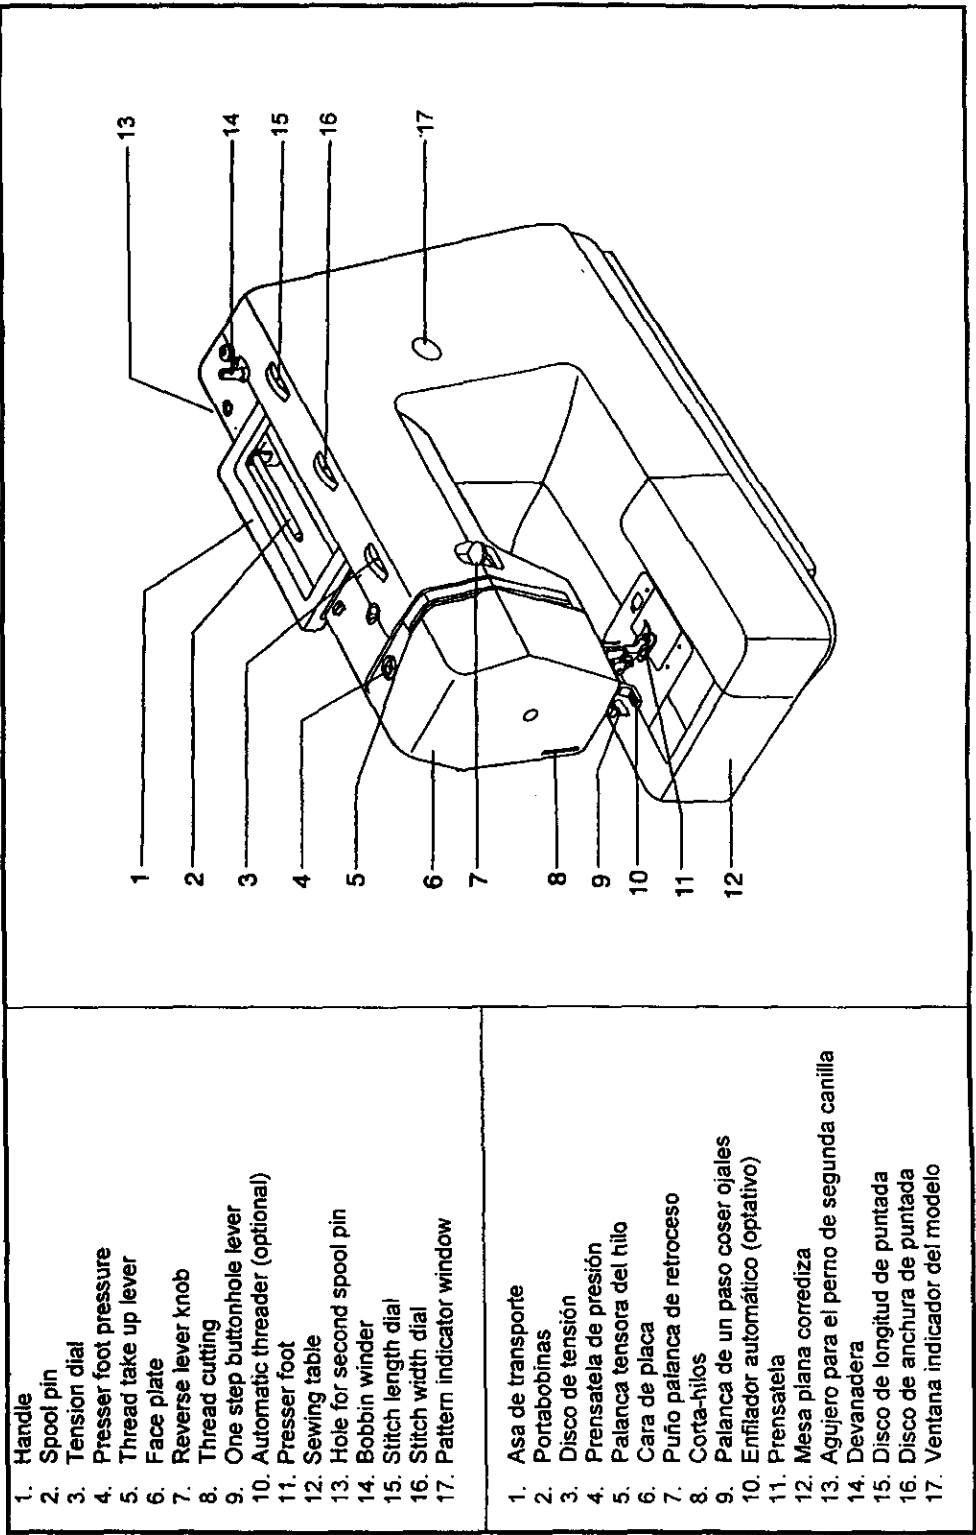 1. Handle
2. Spool pin
3. Tension dial
4. Presser foot pressure
5. Thread take up lever
6. Face plate
7. Reverse lever knob
8. Thread cutting
9. One step buttonhole lever
10. Automatic threader (optional)
11. Presser foot
12. Sewing table
13. Hole for second spool pin
14. Bobbin winder
15. Stitch length dial
16. Stitch width dial
17. Pattern indicator window
1. Asa de transporte
2. Portabobinas
3. Disco de tensión
4. Prensatela de presión
5. Palanca tensora del hilo
6. Cara de placa
7. Puño palanca de retroceso
8. Corta-hilos
9. Palanca de un paso coser ojales
10. Enfilador automático (optativo)
11. Prensatela
12. Mesa plana corrediza
13. Agujero para el perno de segunda canilla
14. Devanadera
15. Disco de longitud de puntada
16. Disco de anchura de puntada
17. Ventana indicador del modelo
1
2
3
4
5
6
7
8
9
10
11
12
13
14
15
16
17